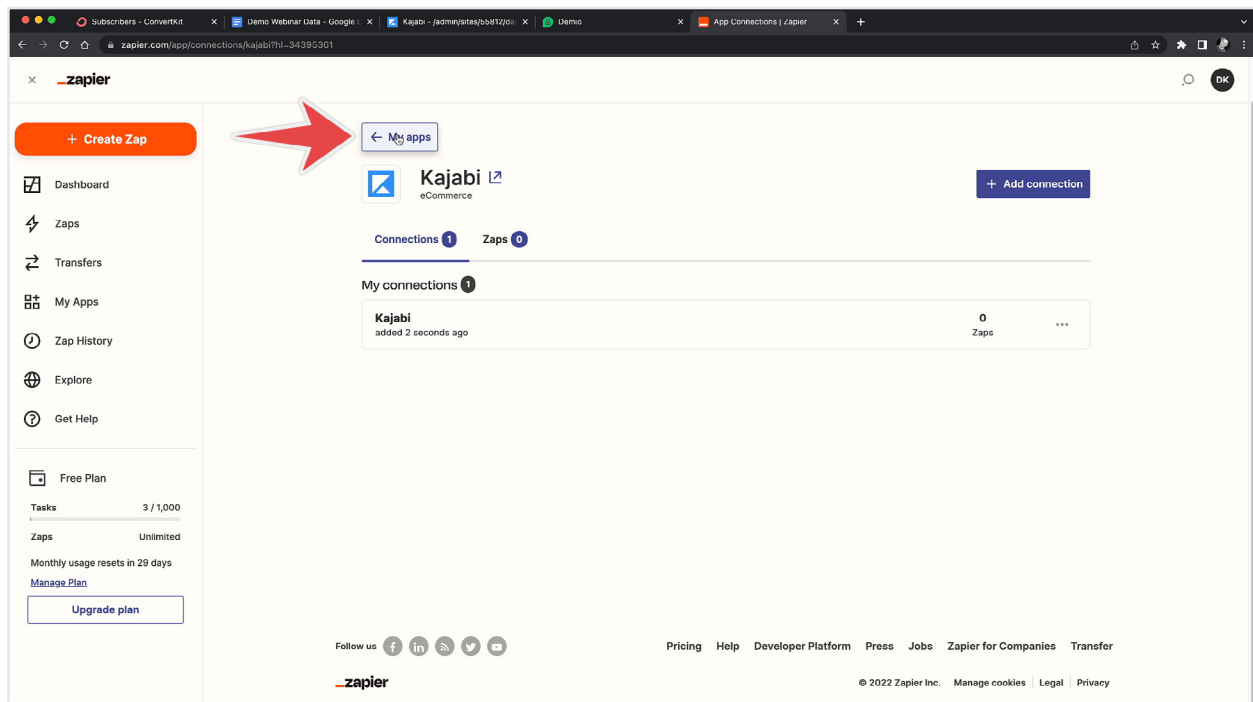 Subscribers - ConvertKit
Demo Webinar Data - Google
Kajabi - /admin/sites/55812/da
Demio
App Connections | Zapier
zapier.com/app/connections/kajabi?hl=34395301
zapier
DK
+ Create Zap
Dashboard
Zaps
Transfers
My Apps
Zap History
Explore
Get Help
Free Plan
Tasks 3 / 1,000
Zaps Unlimited
Monthly usage resets in 29 days
Manage Plan
Upgrade plan
← My apps
Kajabi
eCommerce
+ Add connection
Connections 1 Zaps 0
My connections 1
Kajabi
added 2 seconds ago
0
Zaps
Follow us
Pricing Help Developer Platform Press Jobs Zapier for Companies Transfer
zapier
© 2022 Zapier Inc. Manage cookies Legal Privacy